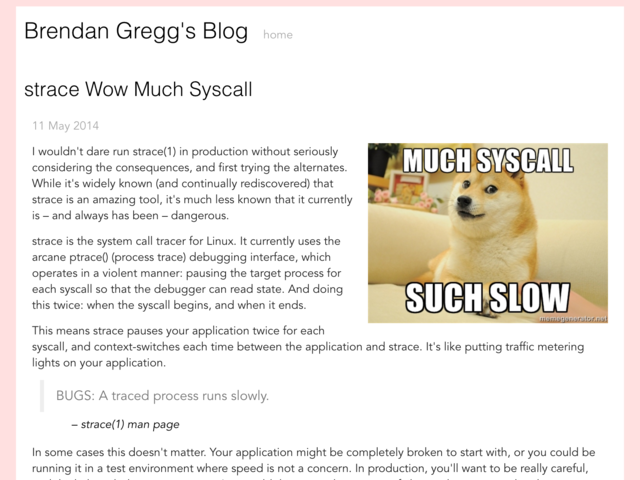 Brendan Gregg's Blog home
strace Wow Much Syscall
11 May 2014
I wouldn't dare run strace(1) in production without seriously
considering the consequences, and first trying the alternates.
While it's widely known (and continually rediscovered) that
strace is an amazing tool, it's much less known that it currently
is – and always has been – dangerous.
MUCH SYSCALL
SUCH SLOW
memegenerator.net
strace is the system call tracer for Linux. It currently uses the
arcane ptrace() (process trace) debugging interface, which
operates in a violent manner: pausing the target process for
each syscall so that the debugger can read state. And doing
this twice: when the syscall begins, and when it ends.
This means strace pauses your application twice for each
syscall, and context-switches each time between the application and strace. It's like putting traffic metering
lights on your application.
BUGS: A traced process runs slowly.
– strace(1) man page
In some cases this doesn't matter. Your application might be completely broken to start with, or you could be
running it in a test environment where speed is not a concern. In production, you'll want to be really careful,